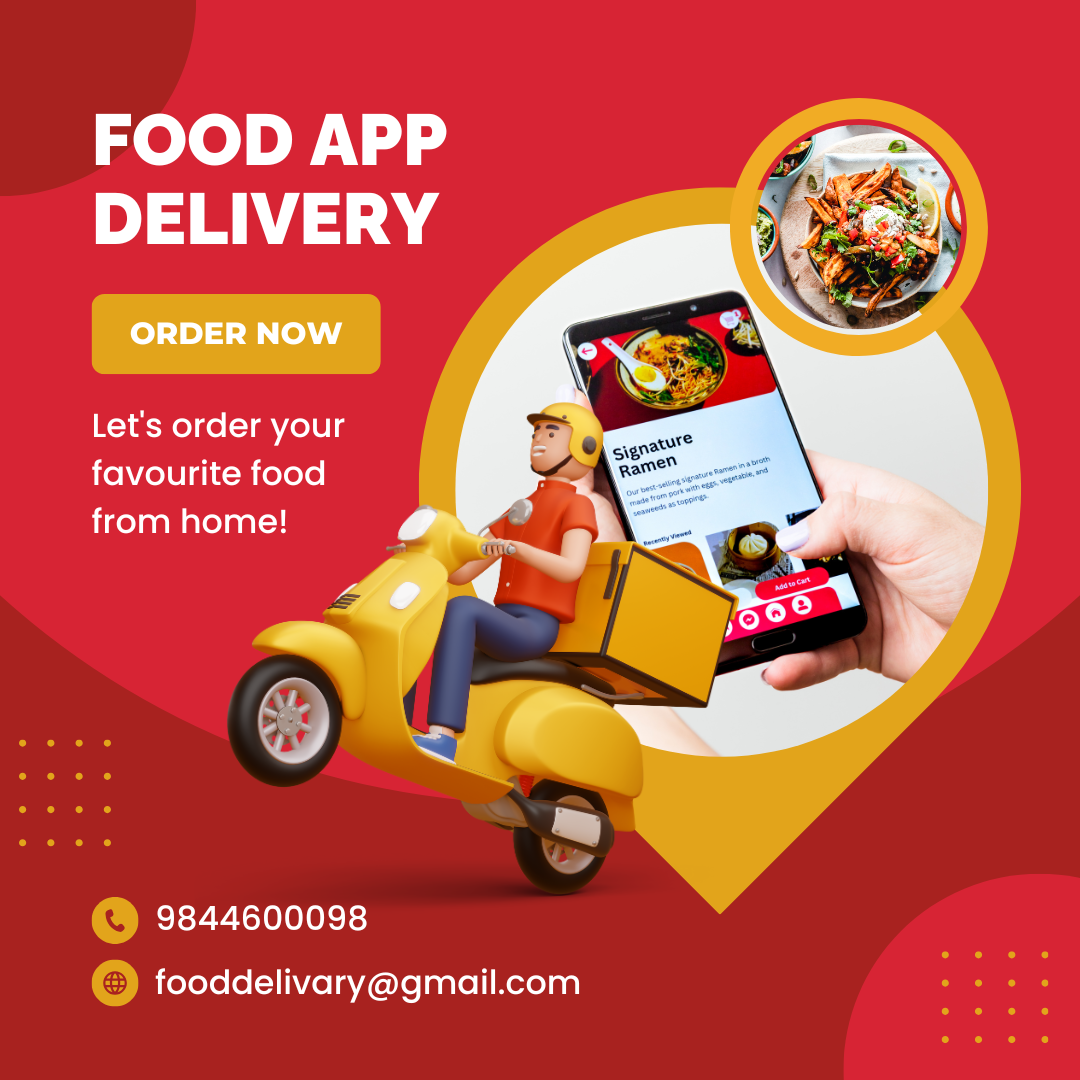 FOOD APP
DELIVERY
ORDER NOW
Let's order your
favourite food
from home!
Signature
Ramen
Our best-selling signature Ramen in a broth
made from pork with eggs, vegetable, and
seaweeds as toppings.
Recently Viewed
Add to Cart
9844600098
fooddelivary@gmail.com